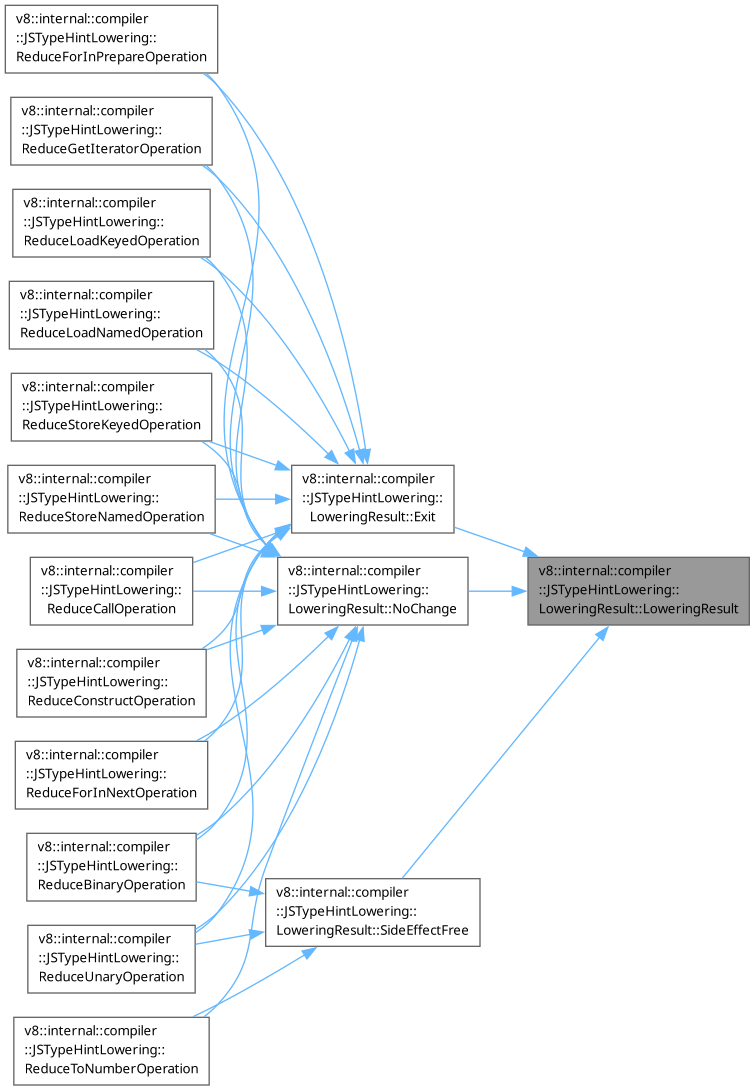 v8::internal::compiler
::JSTypeHintLowering::
ReduceForInPrepareOperation
v8::internal::compiler
::JSTypeHintLowering::
ReduceGetIteratorOperation
v8::internal::compiler
::JSTypeHintLowering::
ReduceLoadKeyedOperation
v8::internal::compiler
::JSTypeHintLowering::
ReduceLoadNamedOperation
v8::internal::compiler
::JSTypeHintLowering::
ReduceStoreKeyedOperation
v8::internal::compiler
::JSTypeHintLowering::
ReduceStoreNamedOperation
v8::internal::compiler
::JSTypeHintLowering::
LoweringResult::Exit
v8::internal::compiler
::JSTypeHintLowering::
ReduceCallOperation
v8::internal::compiler
::JSTypeHintLowering::
LoweringResult::NoChange
v8::internal::compiler
::JSTypeHintLowering::
LoweringResult::LoweringResult
v8::internal::compiler
::JSTypeHintLowering::
ReduceConstructOperation
v8::internal::compiler
::JSTypeHintLowering::
ReduceForInNextOperation
v8::internal::compiler
::JSTypeHintLowering::
ReduceBinaryOperation
v8::internal::compiler
::JSTypeHintLowering::
LoweringResult::SideEffectFree
v8::internal::compiler
::JSTypeHintLowering::
ReduceUnaryOperation
v8::internal::compiler
::JSTypeHintLowering::
ReduceToNumberOperation